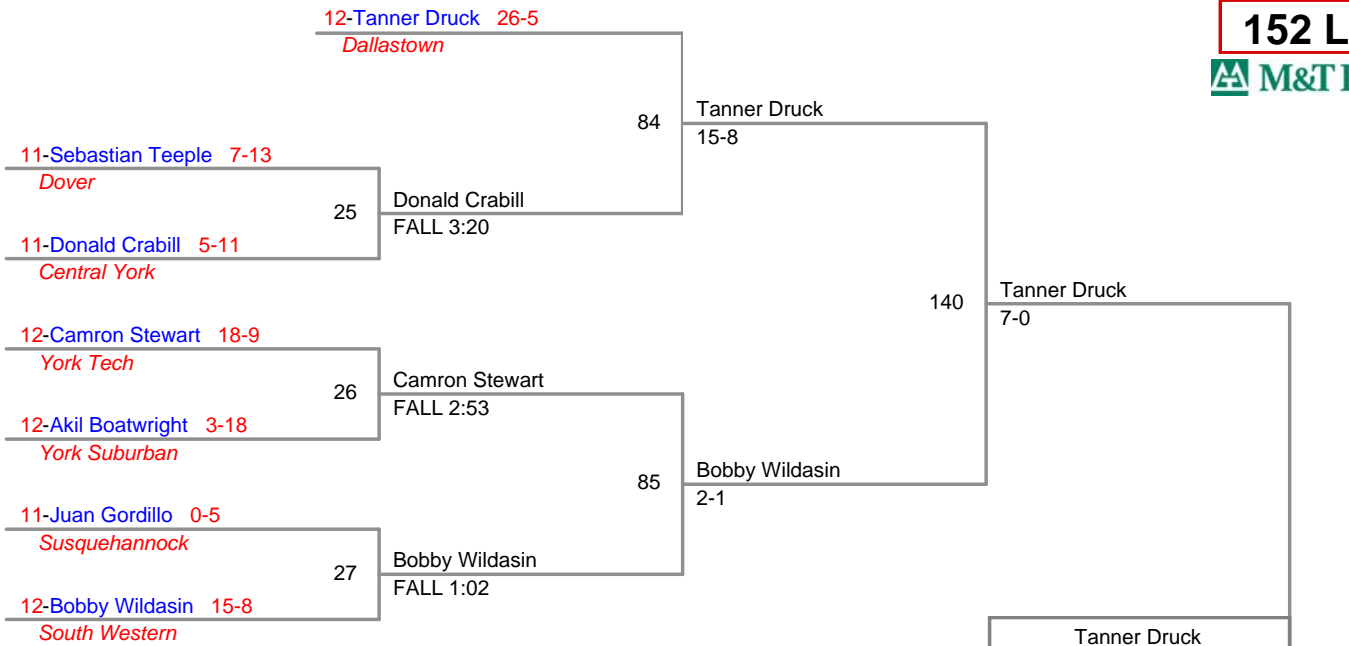 12-Tanner Druck 26-5
Dallastown
152 L
M&T
84
Tanner Druck
15-8
11-Sebastian Teeple 7-13
Dover
25
Donald Crabill
FALL 3:20
11-Donald Crabill 5-11
Central York
140
Tanner Druck
7-0
12-Camron Stewart 18-9
York Tech
26
Camron Stewart
FALL 2:53
12-Akil Boatwright 3-18
York Suburban
85
Bobby Wildasin
2-1
11-Juan Gordillo 0-5
Susquehannock
27
Bobby Wildasin
FALL 1:02
12-Bobby Wildasin 15-8
South Western
Tanner Druck